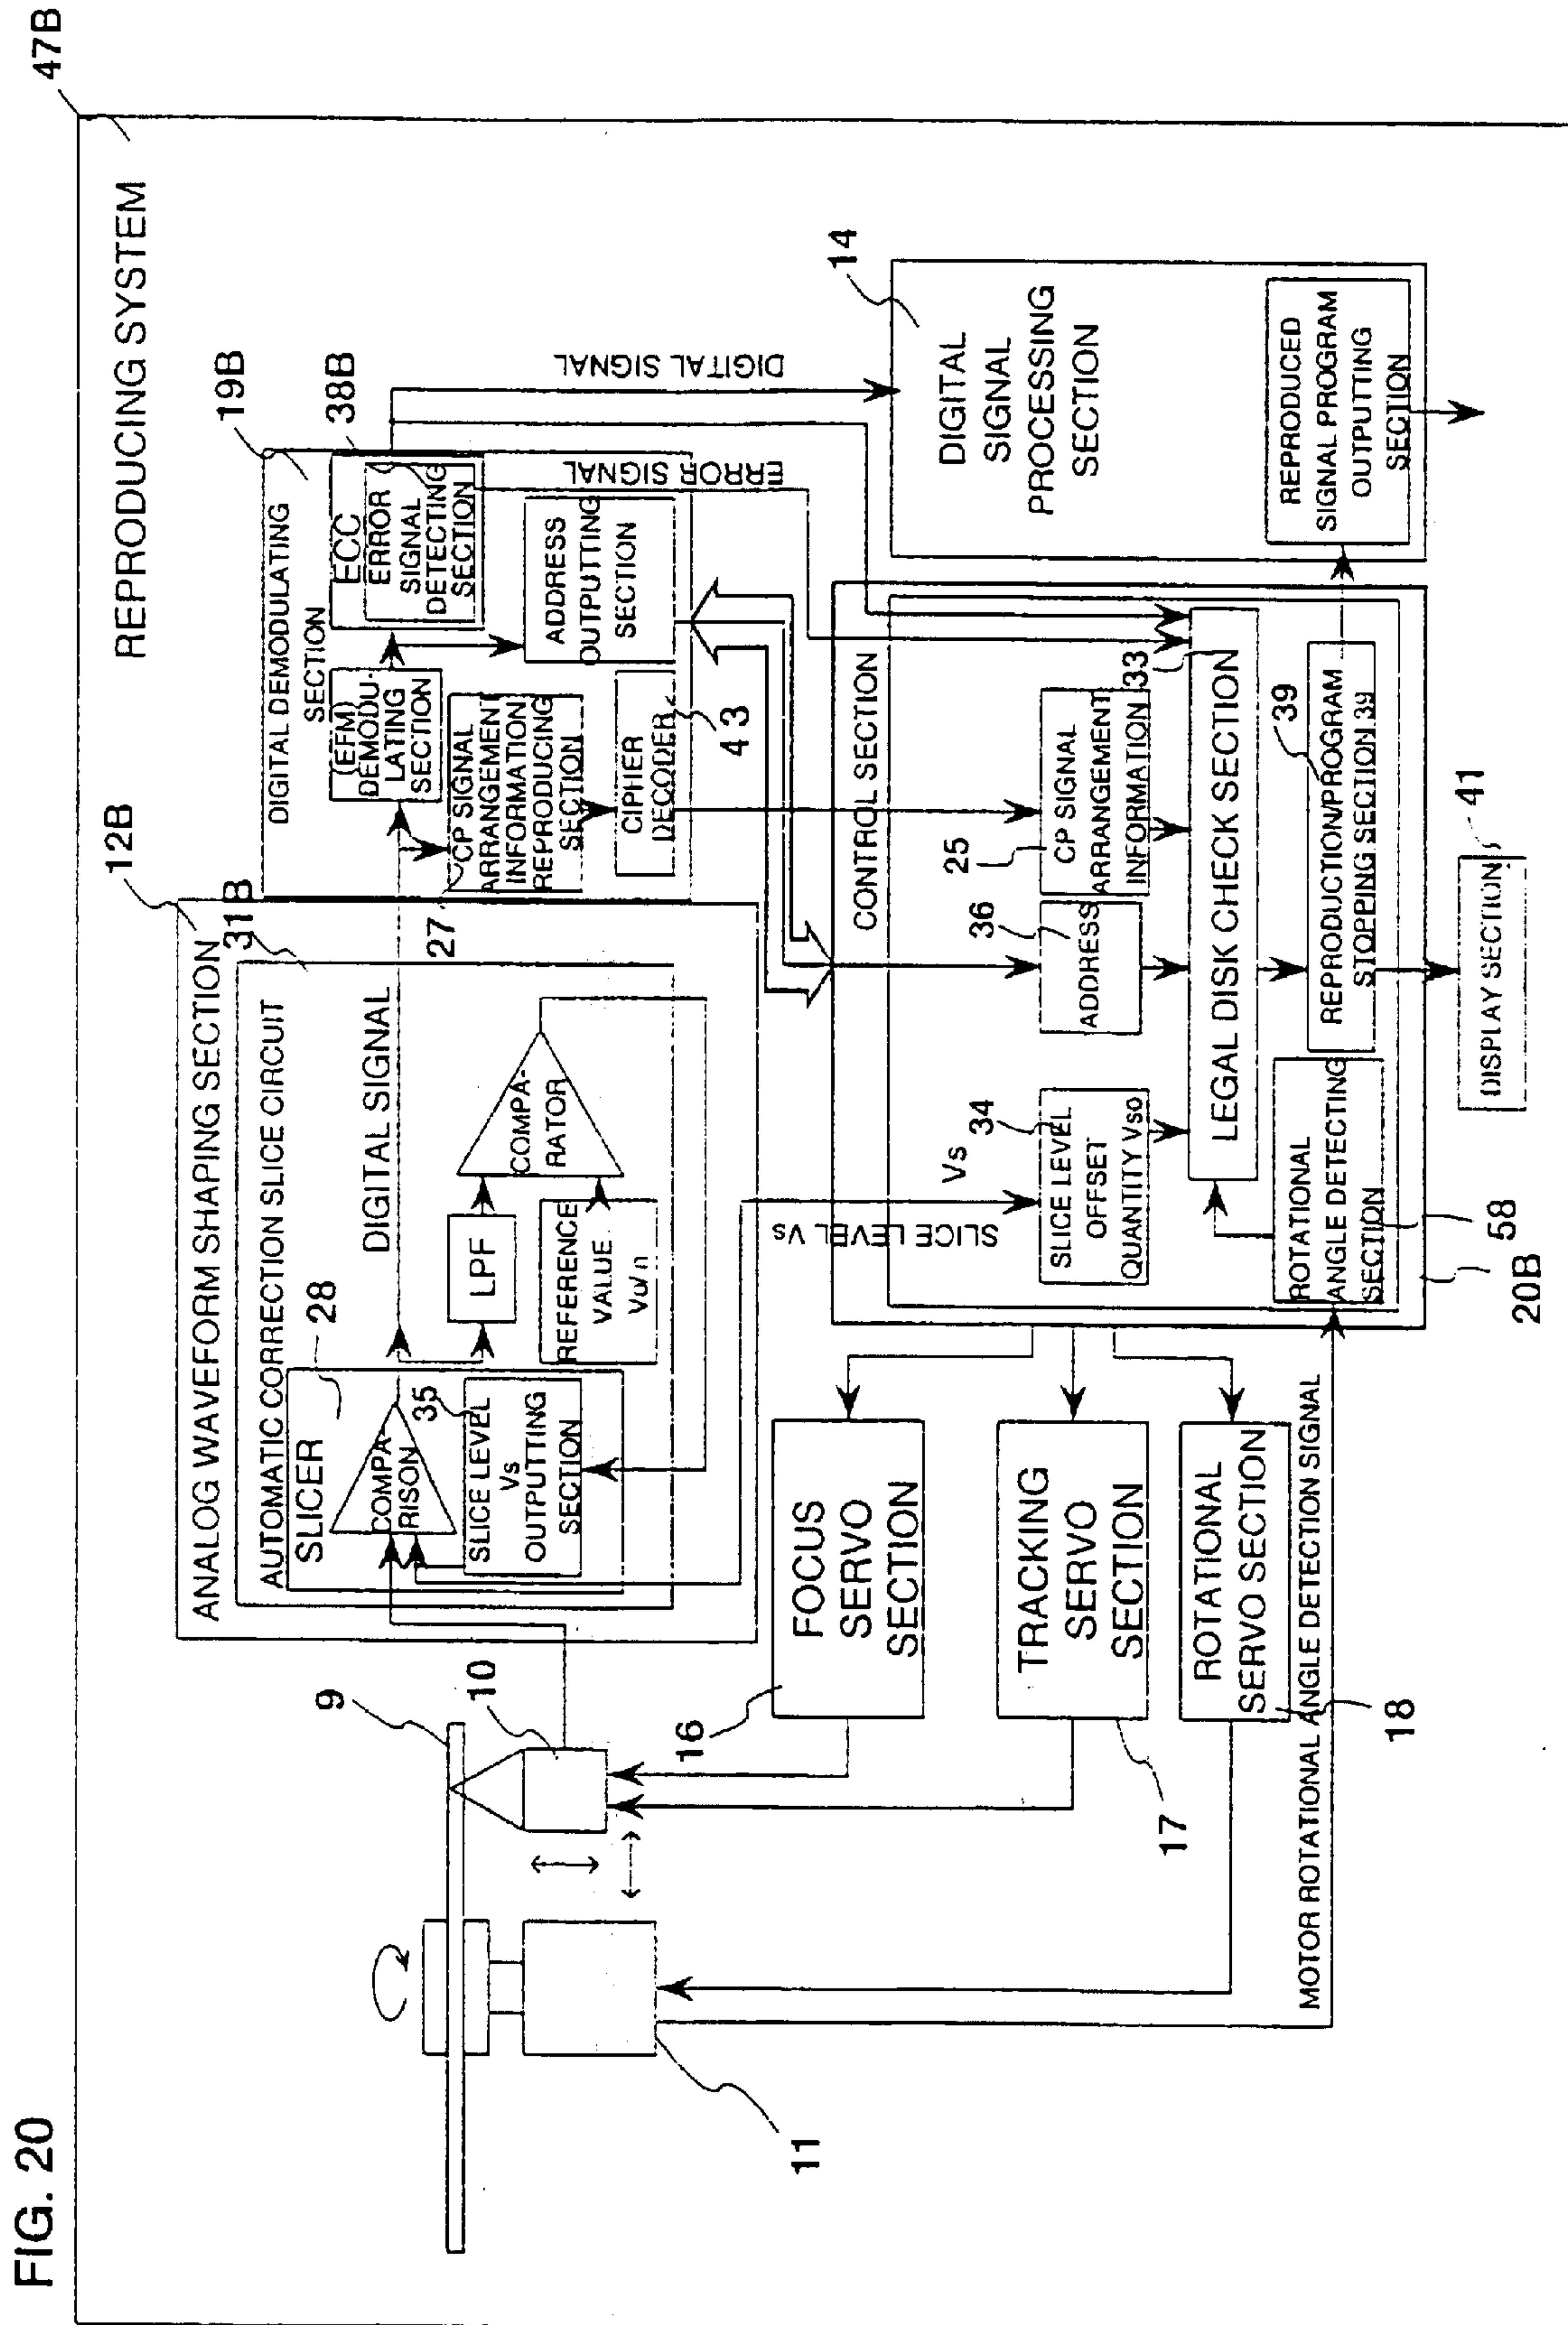 FIG. 20
REPRODUCING SYSTEM
47B
12B
ANALOG WAVEFORM SHAPING SECTION
31B
AUTOMATIC CORRECTION SLICE CIRCUIT
SLICER
28
COMPA-
RISON
35
SLICE LEVEL
Vs
OUTPUTTING
SECTION
DIGITAL SIGNAL
LPF
REFERENCE
VALUE
COMPA-
RATOR
19B
DIGITAL DEMODULATING
SECTION
(EFM)
DEMODU-
LATING
SECTION
38B
ECC
ERROR
SIGNAL
DETECTING
SECTION
27
CP SIGNAL
ARRANGEMENT
INFORMATION
REPRODUCING
SECTION
ADDRESS
OUTPUTTING
SECTION
CIPHER
DECODER
43
DIGITAL SIGNAL
ERROR SIGNAL
9
10
11
16
FOCUS
SERVO
SECTION
17
TRACKING
SERVO
SECTION
18
ROTATIONAL
SERVO SECTION
MOTOR ROTATIONAL ANGLE DETECTION SIGNAL
SLICE LEVEL Vs
Vs
CONTROL SECTION
34
SLICE LEVEL
OFFSET
QUANTITY Vso
36
ADDRESS
25
CP SIGNAL
ARRANGEMENT
INFORMATION
33
LEGAL DISK CHECK SECTION
ROTATIONAL
ANGLE DETECTING
SECTION
58
20B
39
REPRODUCTION/PROGRAM
STOPPING SECTION 39
DISPLAY SECTION
41
14
DIGITAL
SIGNAL
PROCESSING
SECTION
REPRODUCED
SIGNAL PROGRAM
OUTPUTTING
SECTION